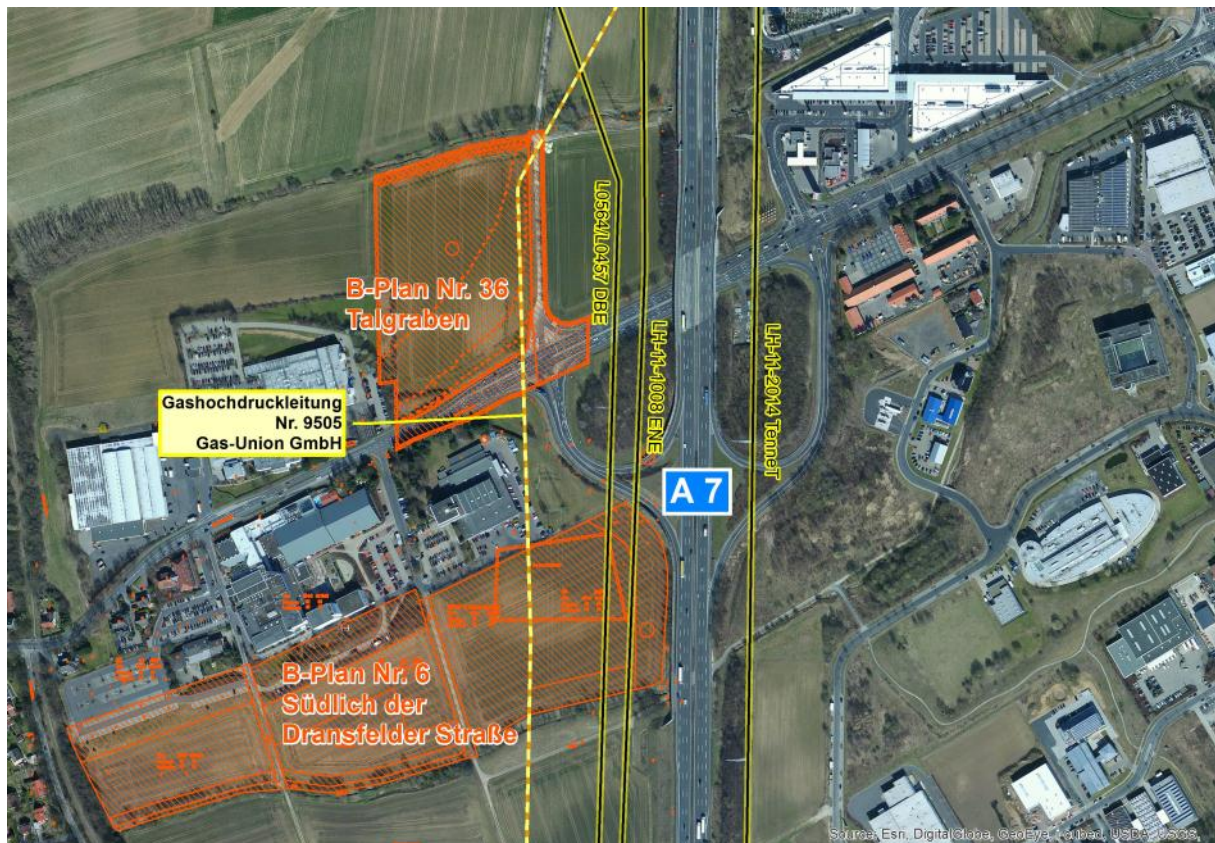 L0564/L0457 DBE
LH-11-1008 ENE
LH-11-2014 TenneT
B-Plan Nr. 36
Talgraben
Gashochdruckleitung
Nr. 9505
Gas-Union GmbH
A 7
B-Plan Nr. 6
Südlich der
Dransfelder Straße
Source: Esri, DigitalGlobe, GeoEye, i-cubed, USDA, USGS,